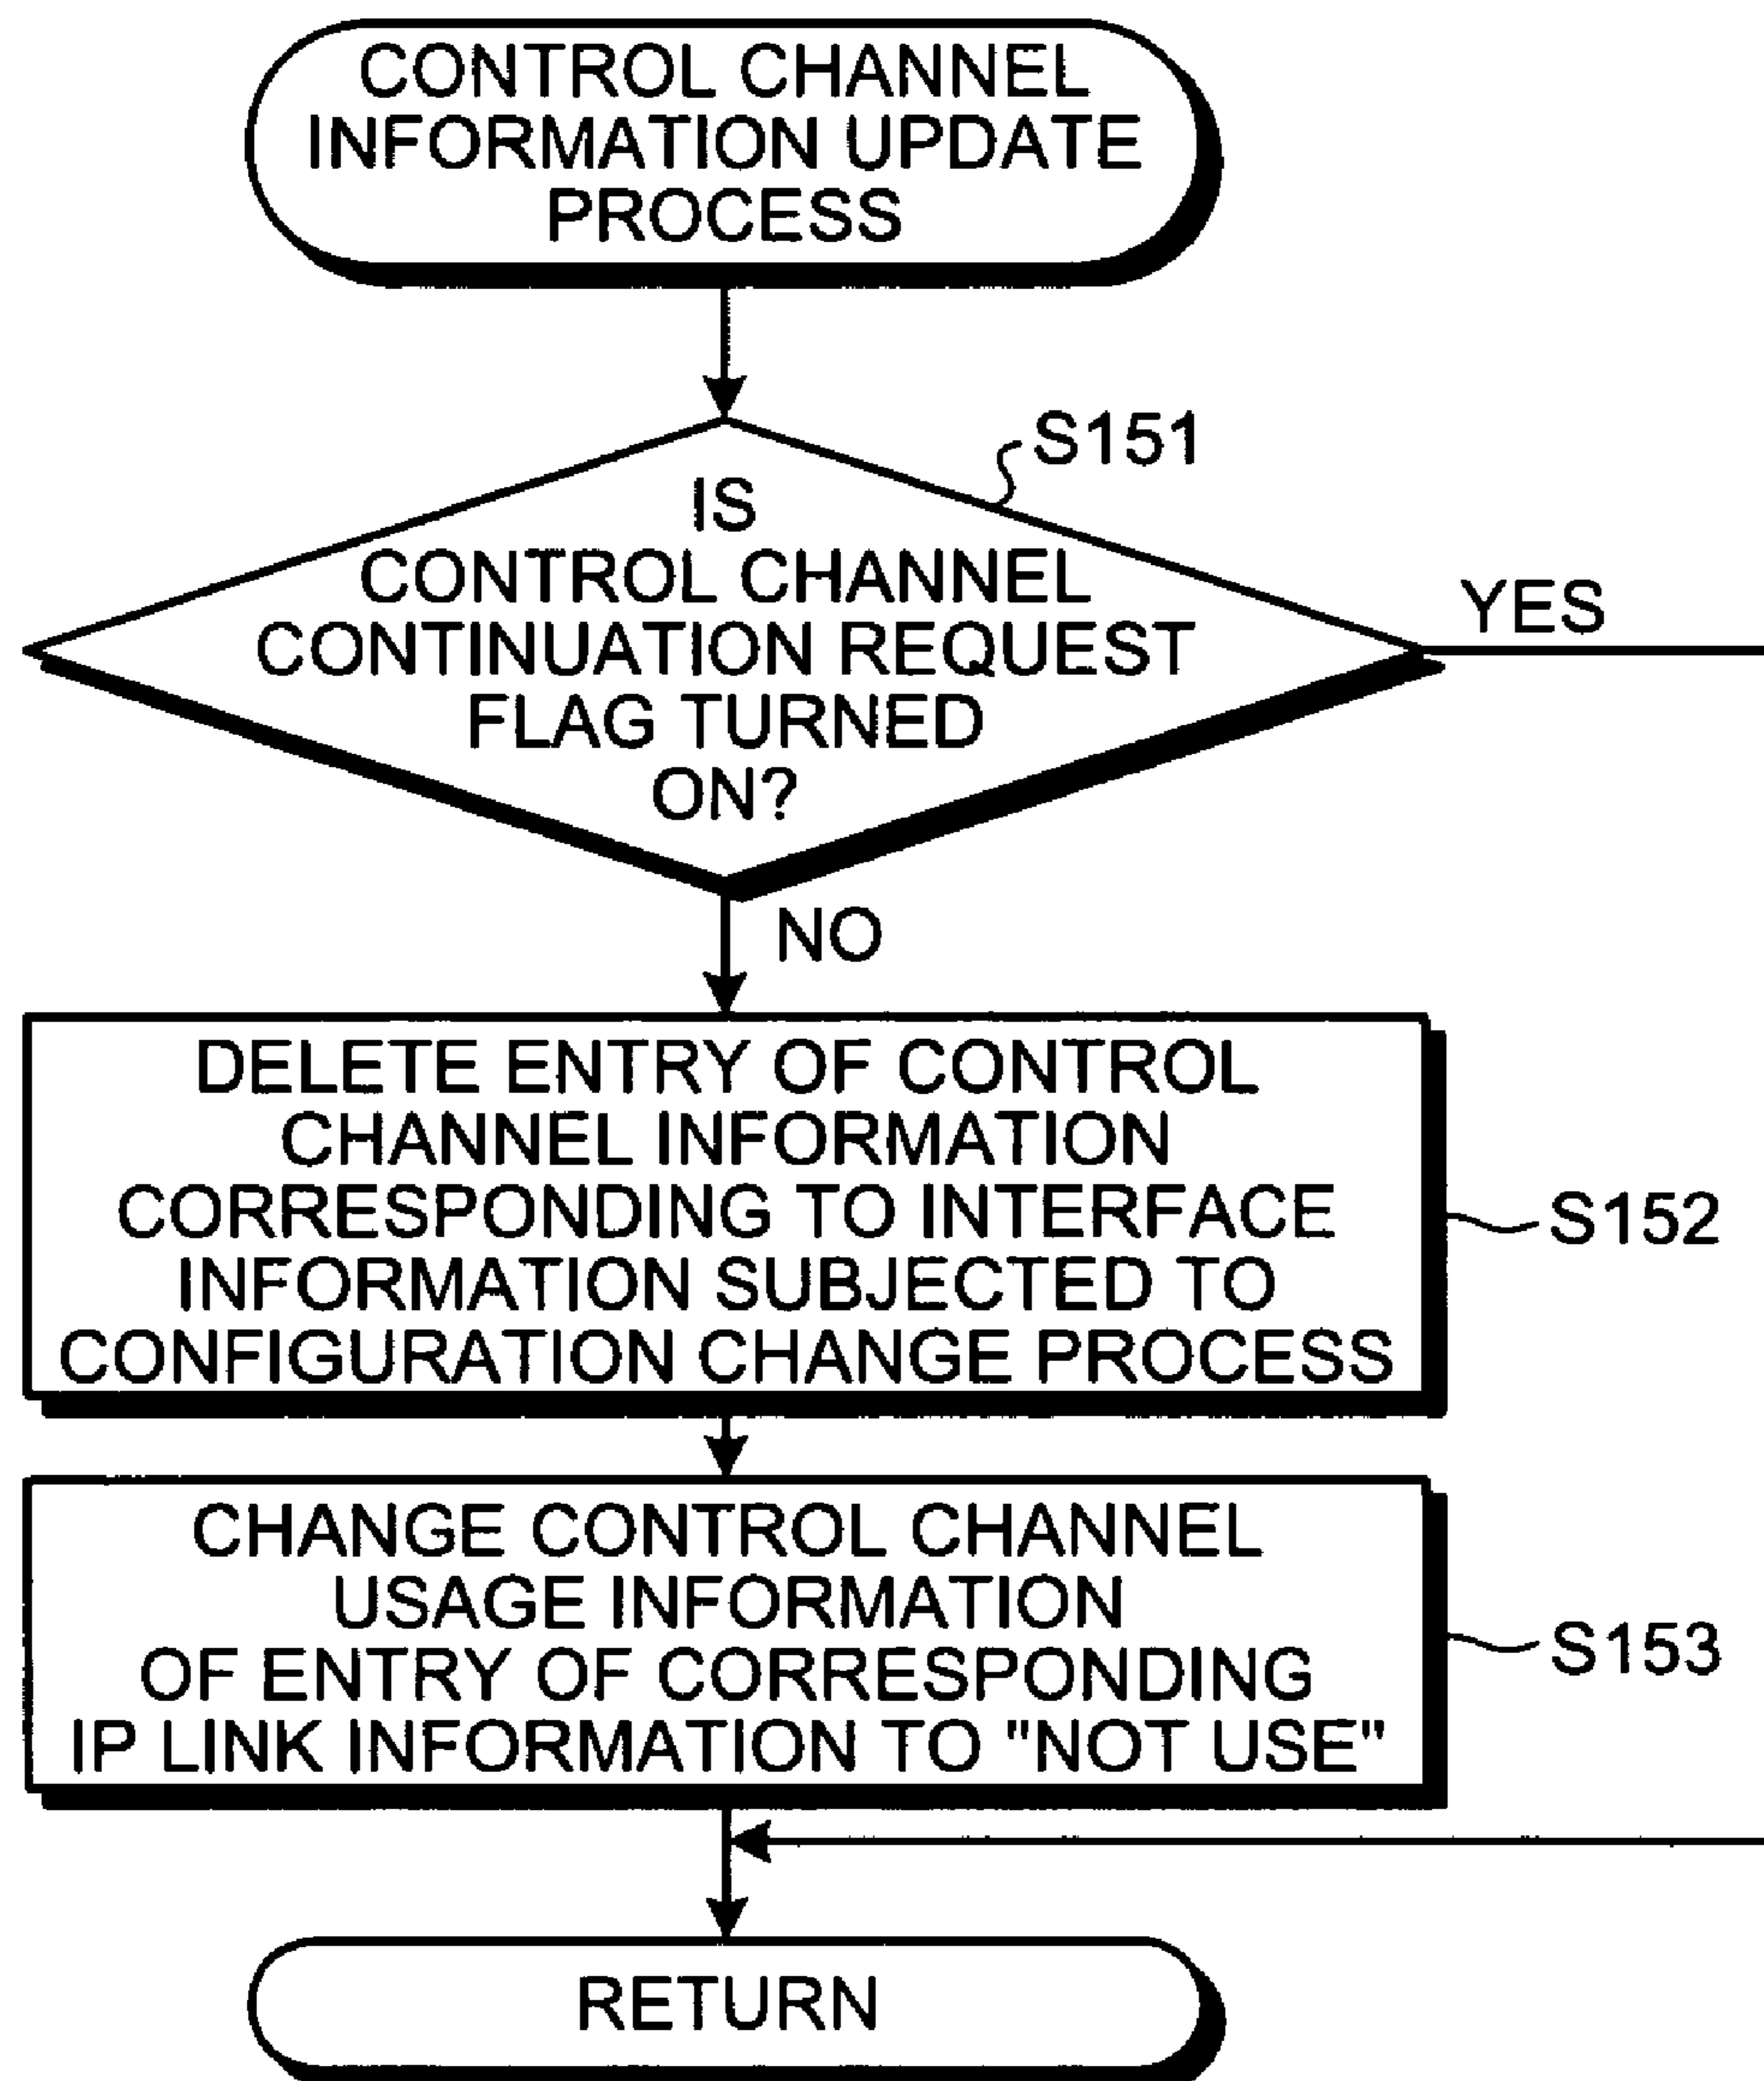 CONTROL CHANNEL
INFORMATION UPDATE
PROCESS
S151
IS
CONTROL CHANNEL
CONTINUATION REQUEST
FLAG TURNED
ON?
YES
NO
DELETE ENTRY OF CONTROL
CHANNEL INFORMATION
CORRESPONDING TO INTERFACE
INFORMATION SUBJECTED TO
CONFIGURATION CHANGE PROCESS
S152
CHANGE CONTROL CHANNEL
USAGE INFORMATION
OF ENTRY OF CORRESPONDING
IP LINK INFORMATION TO "NOT USE"
S153
RETURN